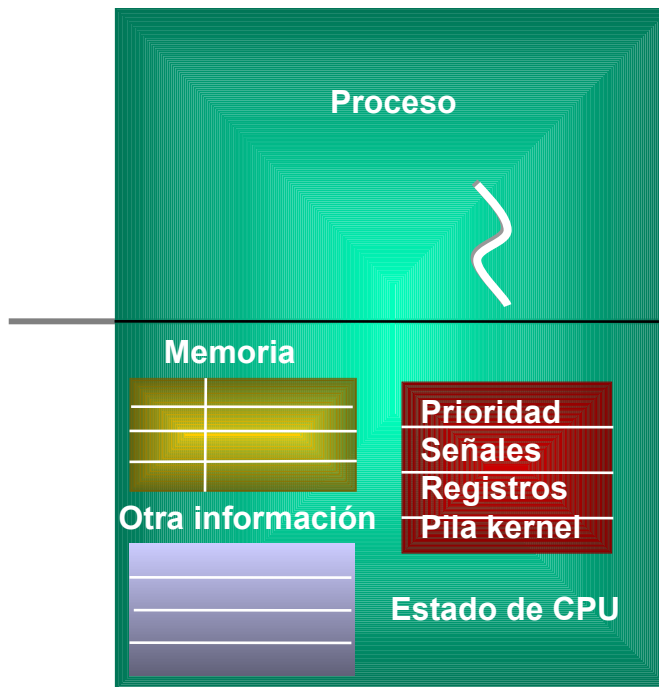 Proceso
Memoria
Prioridad
Señales
Registros
Pila kernel
Otra información
Estado de CPU